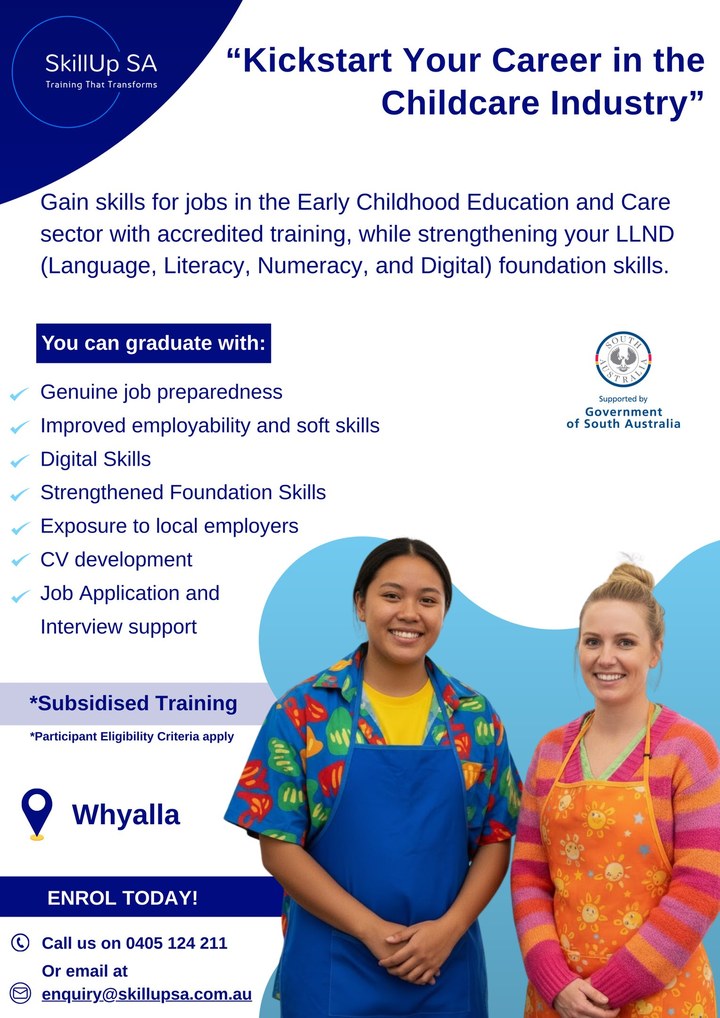 SkillUp SA
Training That Transforms
“Kickstart Your Career in the
Childcare Industry”
Gain skills for jobs in the Early Childhood Education and Care
sector with accredited training, while strengthening your LLND
(Language, Literacy, Numeracy, and Digital) foundation skills.
You can graduate with:
Genuine job preparedness
Improved employability and soft skills
Digital Skills
Strengthened Foundation Skills
Exposure to local employers
CV development
Job Application and
Interview support
SOUTH
AUSTRALIA
Supported by
Government
of South Australia
*Subsidised Training
*Participant Eligibility Criteria apply
Whyalla
ENROL TODAY!
Call us on 0405 124 211
Or email at
enquiry@skillupsa.com.au